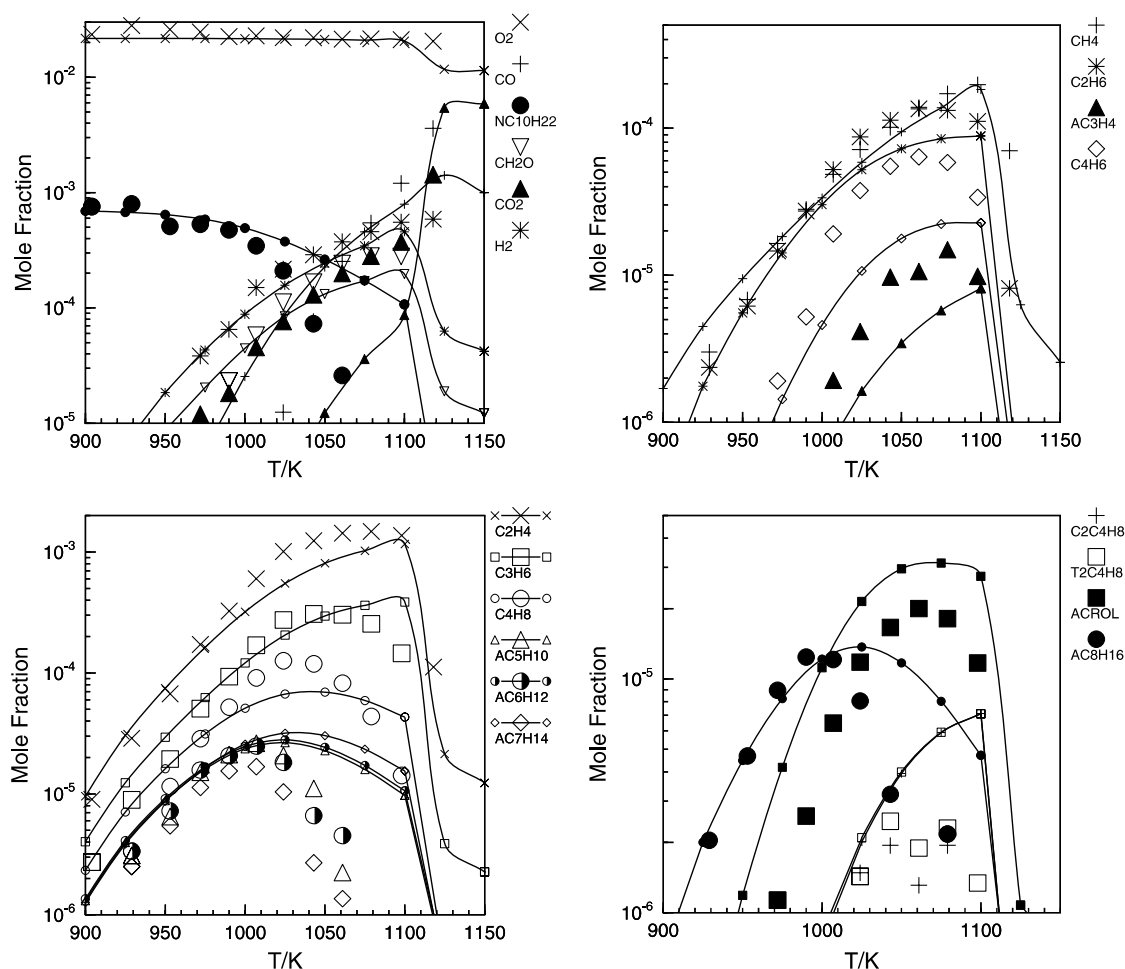 O2
CO
NC10H22
CH2O
CO2
H2
10-2
10-3
10-4
10-5
Mole Fraction
900 950 1000 1050 1100 1150
T/K
CH4
C2H6
AC3H4
C4H6
10-4
10-5
10-6
Mole Fraction
900 950 1000 1050 1100 1150
T/K
C2H4
C3H6
C4H8
AC5H10
AC6H12
AC7H14
10-3
10-4
10-5
10-6
Mole Fraction
900 950 1000 1050 1100 1150
T/K
C2C4H8
T2C4H8
ACROL
AC8H16
10-5
10-6
Mole Fraction
900 1000 1100
T/K